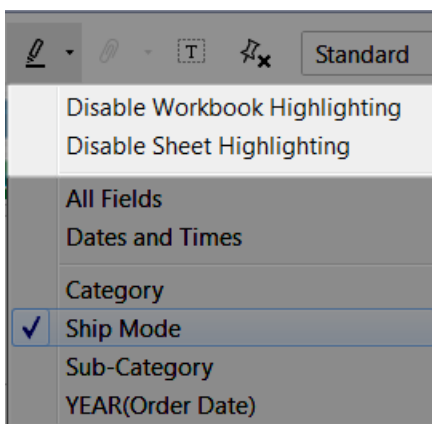 T Standard
Disable Workbook Highlighting
Disable Sheet Highlighting
All Fields
Dates and Times
Category
Ship Mode
Sub-Category
YEAR(Order Date)